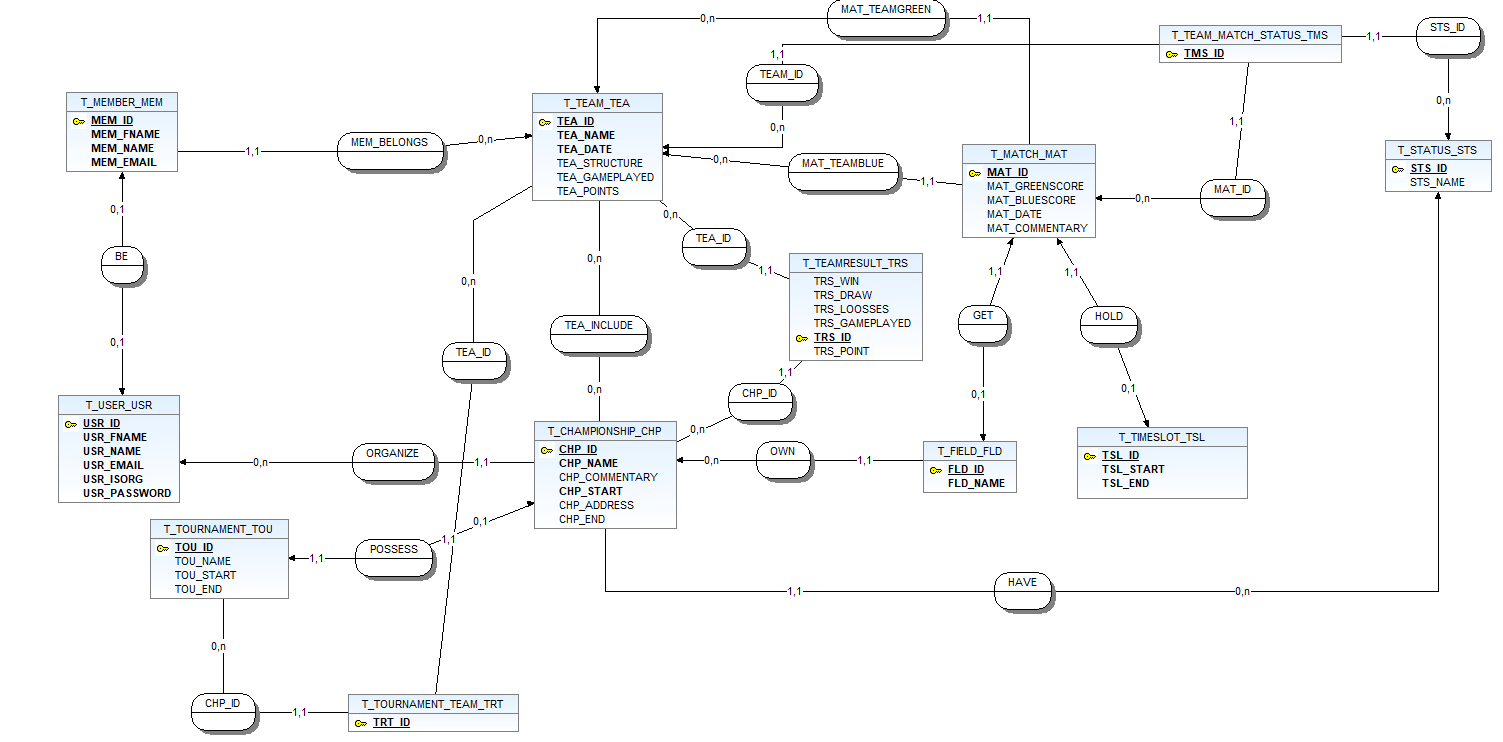 MAT_TEAMGREEN
0,n
1,1
T_TEAM_MATCH_STATUS_TMS
TMS_ID
1,1
STS_ID
1,1
TEAM_ID
0,n
0,n
T_STATUS_STS
STS_ID
STS_NAME
T_MEMBER_MEM
MEM_ID
MEM_FNAME
MEM_NAME
MEM_EMAIL
1,1
MEM_BELONGS
0,n
T_TEAM_TEA
TEA_ID
TEA_NAME
TEA_DATE
TEA_STRUCTURE
TEA_GAMEPLAYED
TEA_POINTS
0,n
MAT_TEAMBLUE
1,1
T_MATCH_MAT
MAT_ID
MAT_GREENSCORE
MAT_BLUESCORE
MAT_DATE
MAT_COMMENTARY
1,1
MAT_ID
0,n
0,1
BE
0,1
0,n
TEA_ID
1,1
T_TEAMRESULT_TRS
TRS_WIN
TRS_DRAW
TRS_LOOSSES
TRS_GAMEPLAYED
TRS_ID
TRS_POINT
0,n
TEA_ID
1,1
0,n
TEA_INCLUDE
0,n
1,1
GET
0,1
1,1
HOLD
0,1
1,1
CHP_ID
0,n
T_USER_USR
USR_ID
USR_FNAME
USR_NAME
USR_EMAIL
USR_ISORG
USR_PASSWORD
0,n
ORGANIZE
1,1
T_CHAMPIONSHIP_CHP
CHP_ID
CHP_NAME
CHP_COMMENTARY
CHP_START
CHP_ADDRESS
CHP_END
0,n
OWN
1,1
T_FIELD_FLD
FLD_ID
FLD_NAME
T_TIMESLOT_TSL
TSL_ID
TSL_START
TSL_END
T_TOURNAMENT_TOU
TOU_ID
TOU_NAME
TOU_START
TOU_END
1,1
POSSESS
0,1
1,1
HAVE
0,n
0,n
CHP_ID
1,1
T_TOURNAMENT_TEAM_TRT
TRT_ID